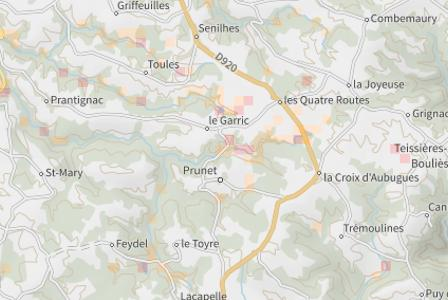 Griffeuilles
Combemaury
Senilhes
D920
Toules
la Joyeuse
Prantignac
les Quatre Routes
Grignac
le Garric
Teissières-
Bouliès
St-Mary
Prunet
la Croix d'Aubugues
Trémoulines
Feydel
le Toyre
Lacapelle